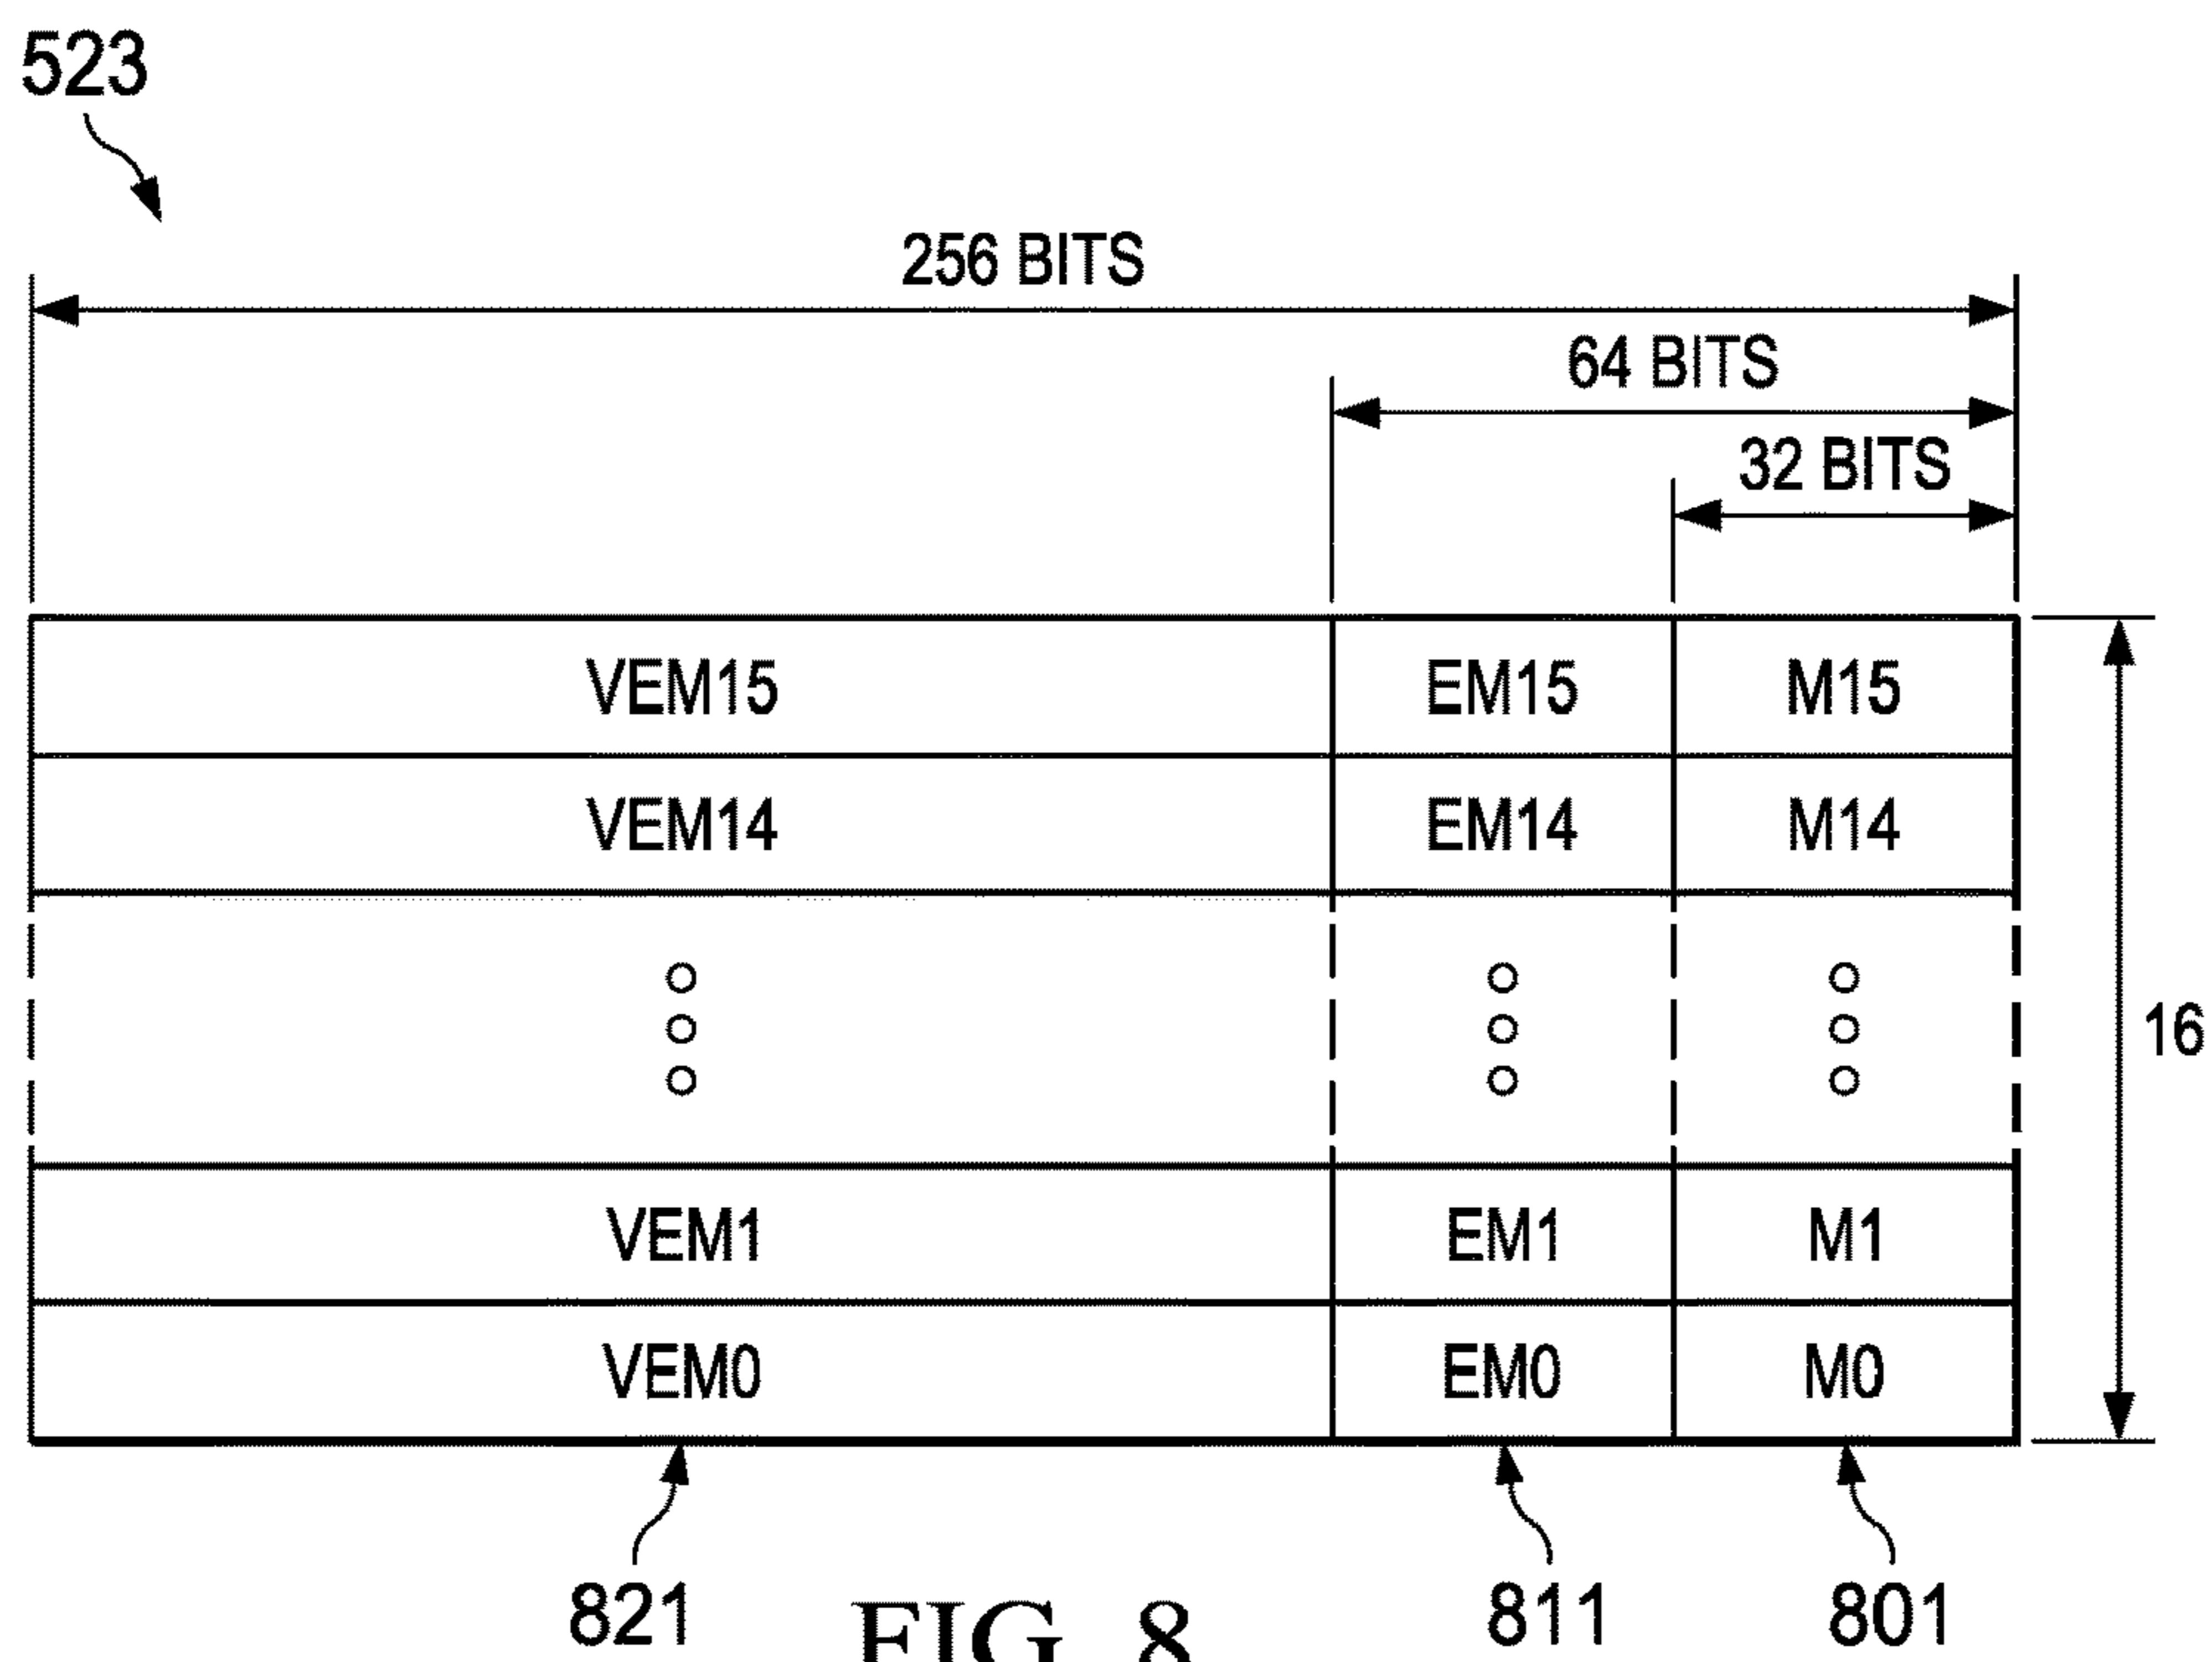 523
256 BITS
64 BITS
32 BITS
VEM15 EM15 M15
VEM14 EM14 M14
16
VEM1 EM1 M1
VEM0 EM0 M0
821 811 801
FIG. 8